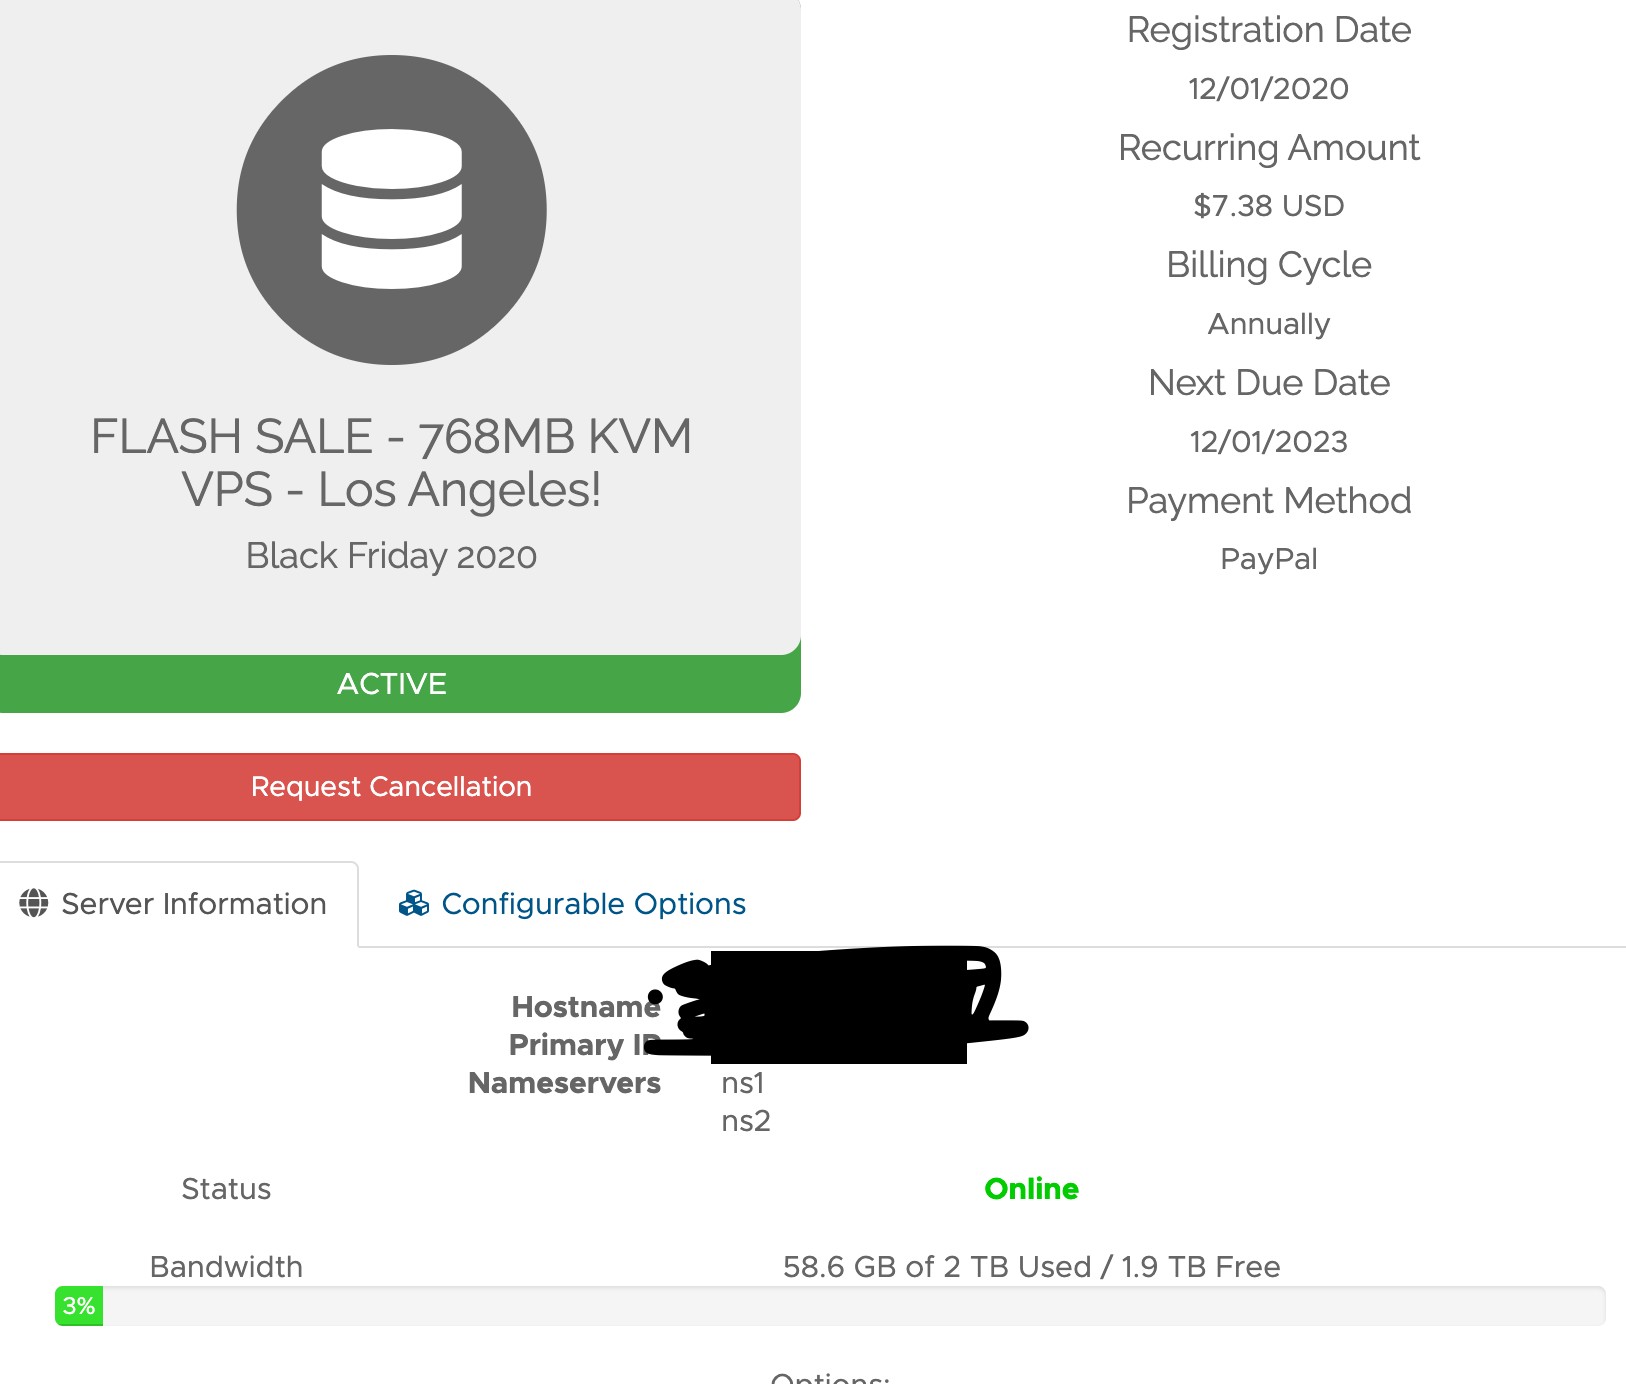 FLASH SALE - 768MB KVM
VPS - Los Angeles!
Black Friday 2020
ACTIVE
Request Cancellation
Registration Date
12/01/2020
Recurring Amount
$7.38 USD
Billing Cycle
Annually
Next Due Date
12/01/2023
Payment Method
PayPal
Server Information
Configurable Options
Hostname
Primary IP
Nameservers ns1
ns2
Status Online
Bandwidth 58.6 GB of 2 TB Used / 1.9 TB Free
3%
Options: